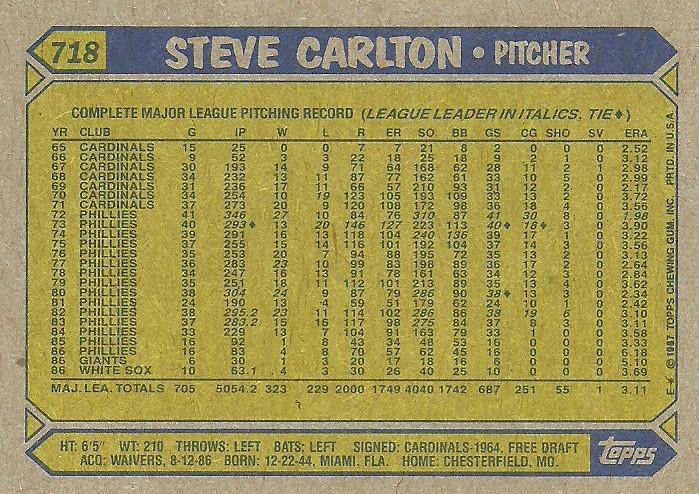 718
STEVE CARLTON • PITCHER
COMPLETE MAJOR LEAGUE PITCHING RECORD (LEAGUE LEADER IN ITALICS, TIE♦)
YR CLUB G IP W L R ER SO BB GS CG SHO SV ERA
65 CARDINALS 15 25 0 0 7 7 21 8 2 0 0 0 2.52
66 CARDINALS 9 52 3 3 22 18 25 18 9 2 1 0 3.12
67 CARDINALS 30 193 14 9 71 64 168 62 28 11 2 1 2.98
68 CARDINALS 34 232 13 11 87 77 162 61 33 10 5 0 2.99
69 CARDINALS 31 236 17 11 66 57 210 93 31 12 2 0 2.17
70 CARDINALS 34 254 10 19 123 105 193 109 33 13 2 0 3.72
71 CARDINALS 37 273 20 9 120 108 172 98 36 18 4 0 3.56
72 PHILLIES 41 346 27 10 84 76 310 87 41 30 8 0 1.98
73 PHILLIES 40 293♦ 13 20 146 127 223 113 40♦ 18♦ 3 0 3.90
74 PHILLIES 39 291 16 13 118 104 240 136 39 17 1 0 3.22
75 PHILLIES 37 255 15 14 116 101 192 104 37 14 3 0 3.56
76 PHILLIES 35 253 20 7 94 88 195 72 35 13 2 0 3.13
77 PHILLIES 36 283 23 10 99 83 198 89 36 17 2 0 2.64
78 PHILLIES 34 247 16 13 91 78 161 63 34 12 3 0 2.84
79 PHILLIES 35 251 18 11 112 101 213 89 35 13 4 0 3.62
80 PHILLIES 38 304 24 9 87 79 286 90 38♦ 13 3 0 2.34
81 PHILLIES 24 190 13 4 59 51 179 62 24 10 1 0 2.42
82 PHILLIES 38 295.2 23 11 114 102 286 86 38 19 6 0 3.10
83 PHILLIES 37 283.2 15 16 117 98 275 84 37 8 3 0 3.11
84 PHILLIES 33 229 13 7 104 91 163 79 33 1 0 0 3.58
85 PHILLIES 16 92 1 8 43 34 48 53 16 0 0 0 3.33
86 PHILLIES 16 83 4 8 70 57 62 45 16 0 0 0 6.18
86 GIANTS 6 30 1 3 20 17 18 16 6 0 0 0 5.10
86 WHITE SOX 10 63.1 4 3 30 26 40 25 10 0 0 0 3.69
MAJ. LEA. TOTALS 705 5054.2 323 229 2000 1749 4040 1742 687 251 55 1 3.11
E★ © 1987 TOPPS CHEWING GUM, INC. PRTD. IN U.S.A.
HT: 6'5" WT: 210 THROWS: LEFT BATS: LEFT SIGNED: CARDINALS-1964, FREE DRAFT
ACQ: WAIVERS, 8-12-86 BORN: 12-22-44, MIAMI, FLA. HOME: CHESTERFIELD, MO.
topps